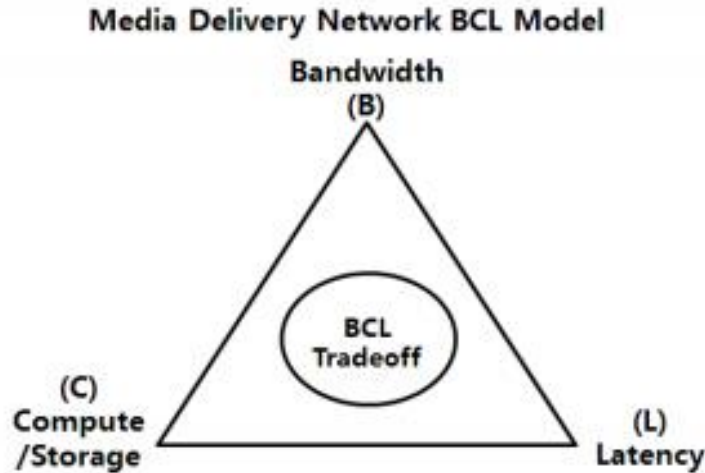 Media Delivery Network BCL Model
Bandwidth
(B)
BCL
Tradeoff
(C)
Compute
/Storage
(L)
Latency